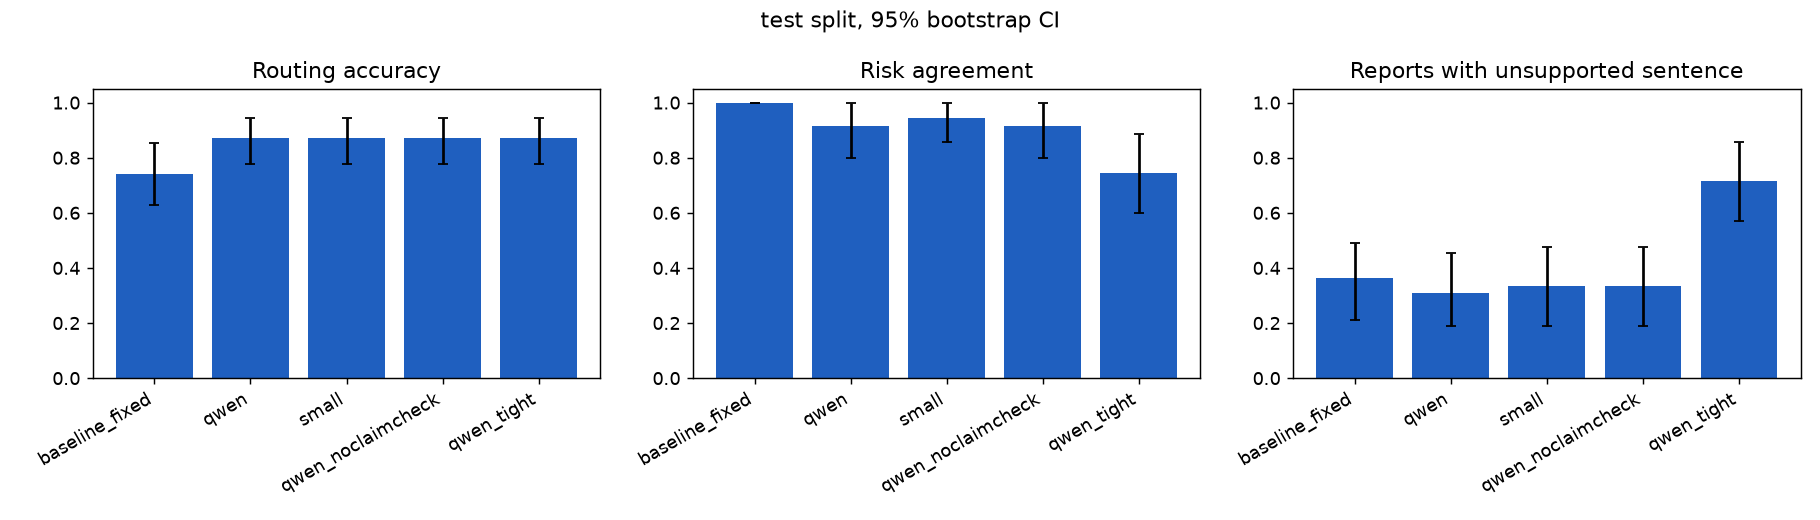 test split, 95% bootstrap CI
Routing accuracy
1.0
0.8
0.6
0.4
0.2
0.0
baseline_fixed
qwen
small
qwen_noclaimcheck
qwen_tight
Risk agreement
1.0
0.8
0.6
0.4
0.2
0.0
baseline_fixed
qwen
small
qwen_noclaimcheck
qwen_tight
Reports with unsupported sentence
1.0
0.8
0.6
0.4
0.2
0.0
baseline_fixed
qwen
small
qwen_noclaimcheck
qwen_tight